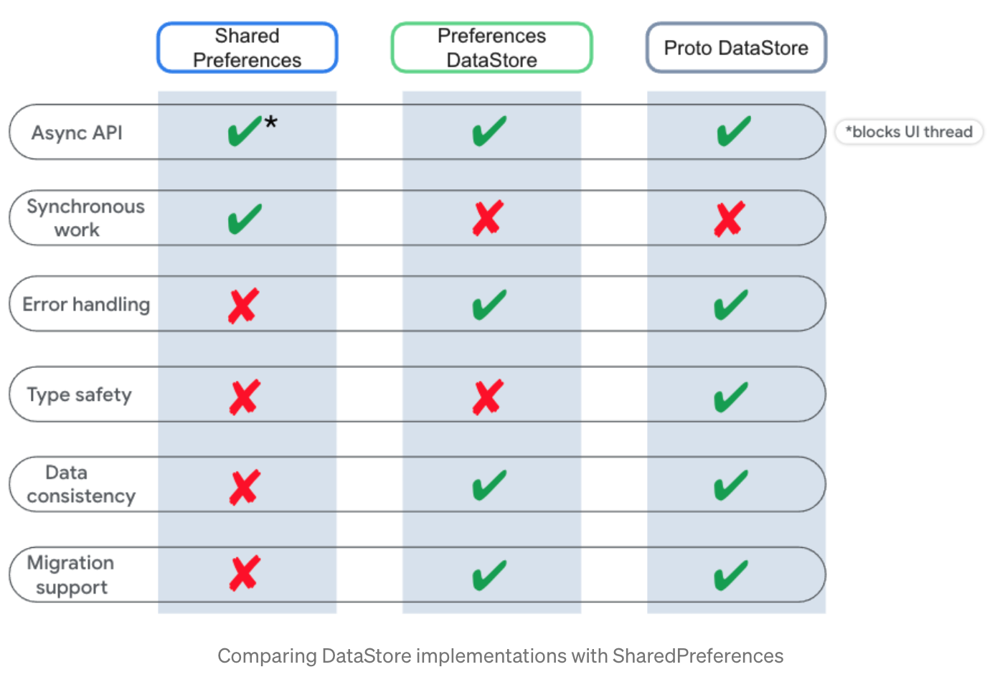 Shared
Preferences
Preferences
DataStore
Proto DataStore
Async API
*
*blocks UI thread
Synchronous
work
Error handling
Type safety
Data
consistency
Migration
support
Comparing DataStore implementations with SharedPreferences